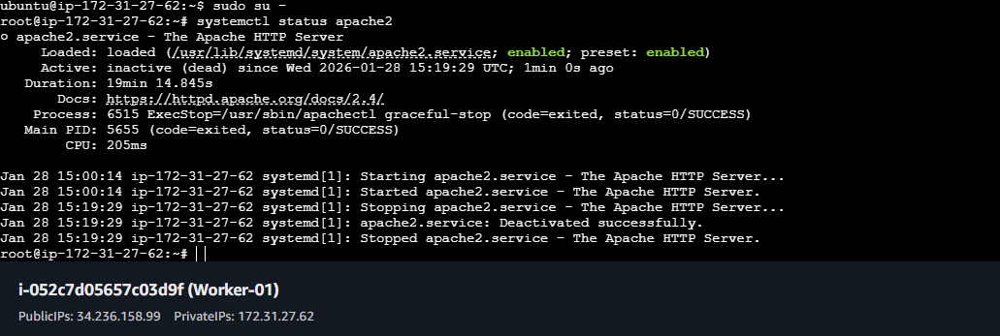 ubuntu@ip-172-31-27-62:~$ sudo su -
root@ip-172-31-27-62:~# systemctl status apache2
○ apache2.service - The Apache HTTP Server
     Loaded: loaded (/usr/lib/systemd/system/apache2.service; enabled; preset: enabled)
     Active: inactive (dead) since Wed 2026-01-28 15:19:29 UTC; 1min 0s ago
   Duration: 19min 14.845s
       Docs: https://httpd.apache.org/docs/2.4/
    Process: 6515 ExecStop=/usr/sbin/apachectl graceful-stop (code=exited, status=0/SUCCESS)
   Main PID: 5655 (code=exited, status=0/SUCCESS)
        CPU: 205ms

Jan 28 15:00:14 ip-172-31-27-62 systemd[1]: Starting apache2.service - The Apache HTTP Server...
Jan 28 15:00:14 ip-172-31-27-62 systemd[1]: Started apache2.service - The Apache HTTP Server.
Jan 28 15:19:29 ip-172-31-27-62 systemd[1]: Stopping apache2.service - The Apache HTTP Server...
Jan 28 15:19:29 ip-172-31-27-62 systemd[1]: apache2.service: Deactivated successfully.
Jan 28 15:19:29 ip-172-31-27-62 systemd[1]: Stopped apache2.service - The Apache HTTP Server.
root@ip-172-31-27-62:~#
i-052c7d05657c03d9f (Worker-01)
PublicIPs: 34.236.158.99 PrivateIPs: 172.31.27.62